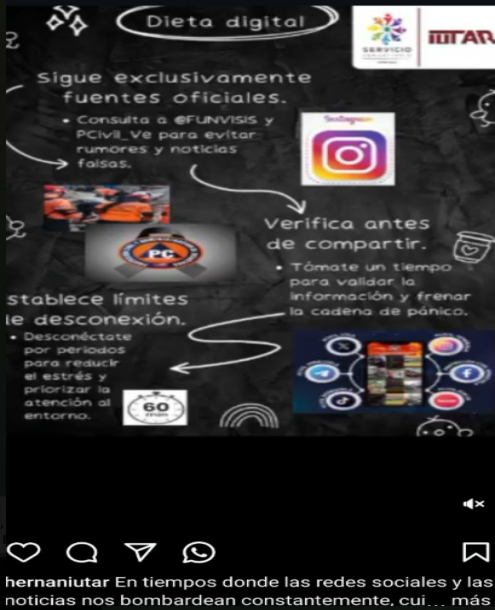 Dieta digital
SERVICIO
IUTAR
Sigue exclusivamente
fuentes oficiales.
• Consulta a @FUNVISIS y
PCivil_Ve para evitar
rumores y noticias
falsas.
Instagram
PC
Verifica antes
de compartir.
• Tómate un tiempo
para validar la
información y frenar
la cadena de pánico.
stablece límites
e desconexión.
• Desconéctate
por periodos
para reducir
el estrés y
priorizar la
atención al
entorno.
60
hernaniutar En tiempos donde las redes sociales y las
noticias nos bombardean constantemente, cui... más